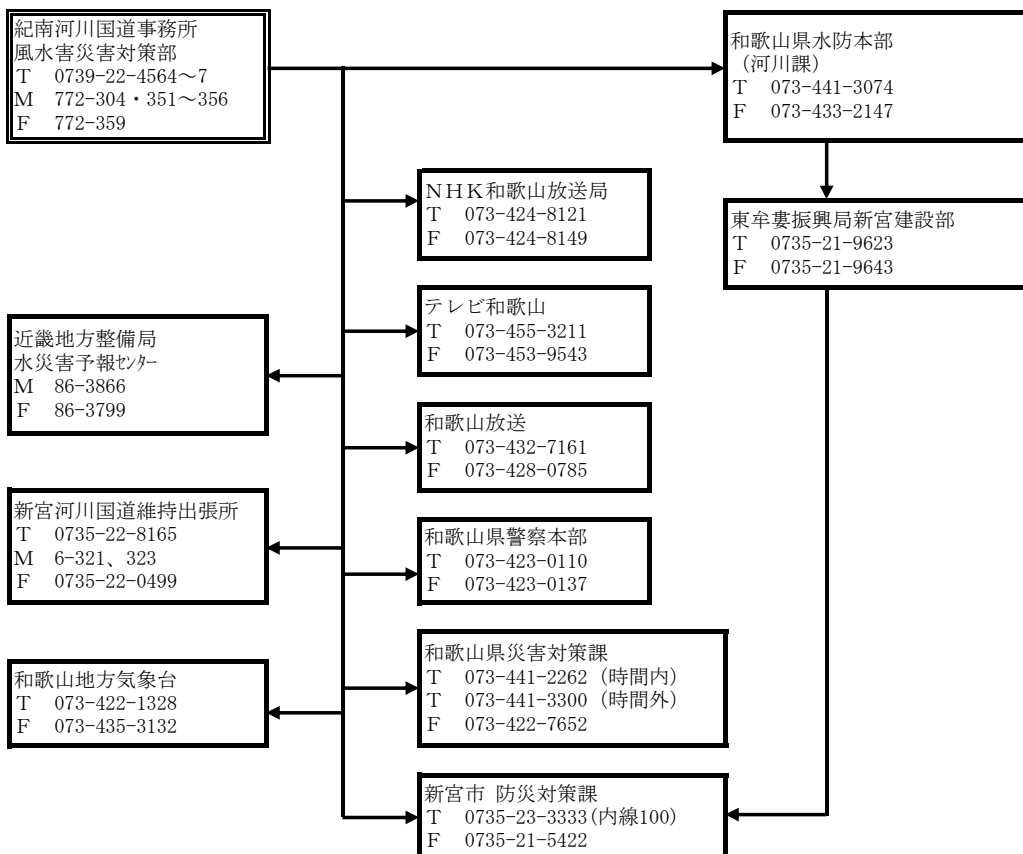 紀南河川国道事務所
風水害災害対策部
T 0739-22-4564～7
M 772-304・351～356
F 772-359
和歌山県水防本部
（河川課）
T 073-441-3074
F 073-433-2147
NHK和歌山放送局
T 073-424-8121
F 073-424-8149
東牟婁振興局新宮建設部
T 0735-21-9623
F 0735-21-9643
テレビ和歌山
T 073-455-3211
F 073-453-9543
近畿地方整備局
水災害予報ｾﾝﾀｰ
M 86-3866
F 86-3799
和歌山放送
T 073-432-7161
F 073-428-0785
新宮河川国道維持出張所
T 0735-22-8165
M 6-321、323
F 0735-22-0499
和歌山県警察本部
T 073-423-0110
F 073-423-0137
和歌山県災害対策課
T 073-441-2262（時間内）
T 073-441-3300（時間外）
F 073-422-7652
和歌山地方気象台
T 073-422-1328
F 073-435-3132
新宮市 防災対策課
T 0735-23-3333(内線100)
F 0735-21-5422